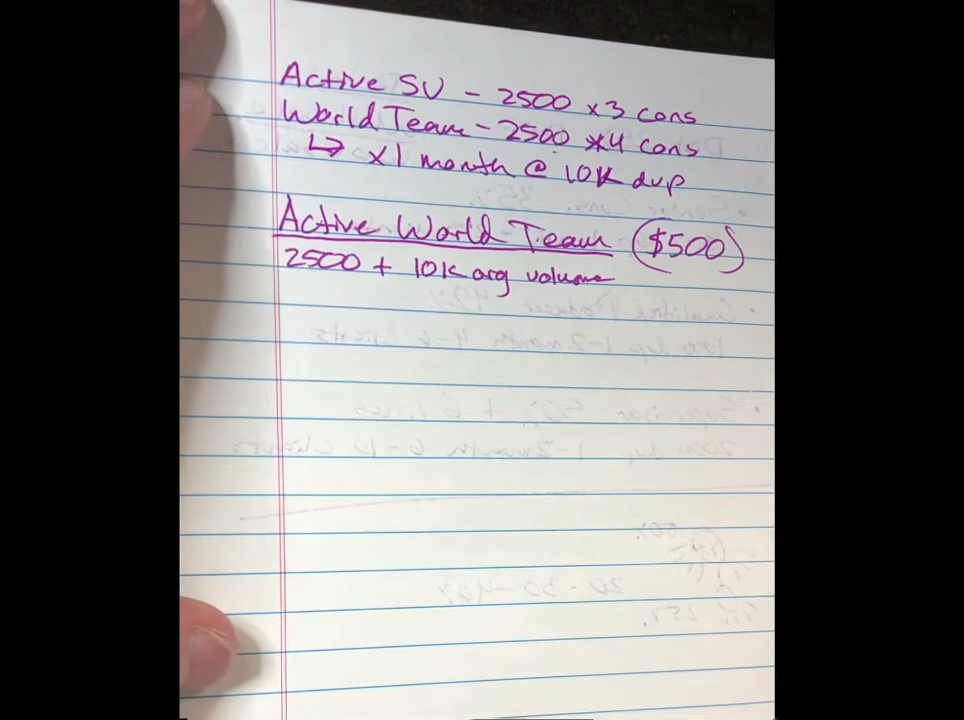 Active SV - 2500 x3 cons
World Team - 2500 x4 cons
↳ x1 month @ 10K dvp
Active World Team ($500)
2500 + 10K arg volume